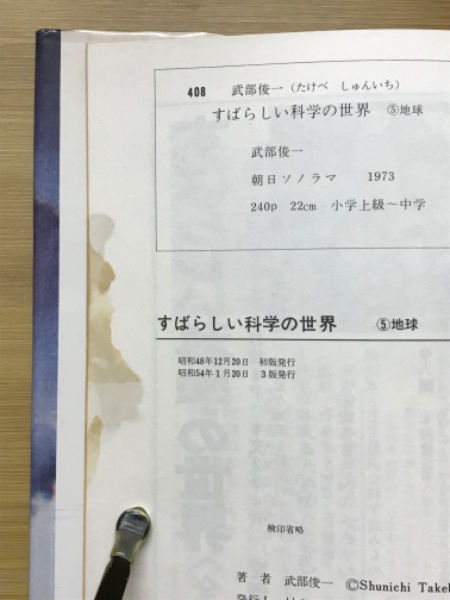 408 武部俊一（たけべ しゅんいち）
すばらしい科学の世界 ⑤地球
武部俊一
朝日ソノラマ 1973
240p 22cm 小学上級～中学
すばらしい科学の世界 ⑤地球
昭和48年12月20日 初版発行
昭和54年1月20日 3版発行
検印省略
著者 武部俊一 ©Shunichi Takeb